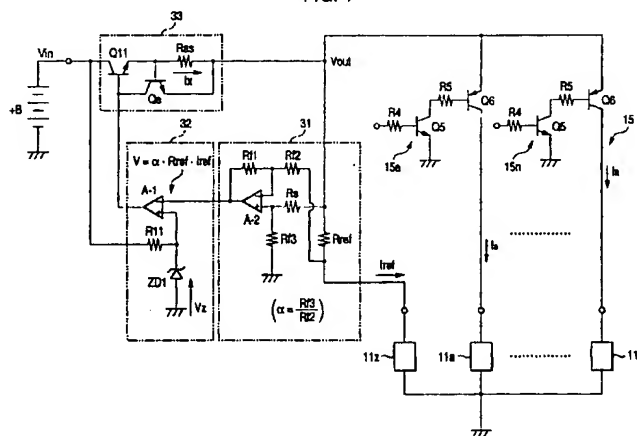 33
Vin
Q11
Ras
Ix
Qa
Vout
+B
32
31
V = α · Rref · Iref
A-1
R11
ZD1
Vz
Rf1
Rf2
A-2
Rs
Rf3
Rref
(α = Rf3/Rf2)
Iref
R4
Q5
R5
Q6
15a
R4
Q5
R5
Q6
15n
15
Ia
Ia
11z
11a
11